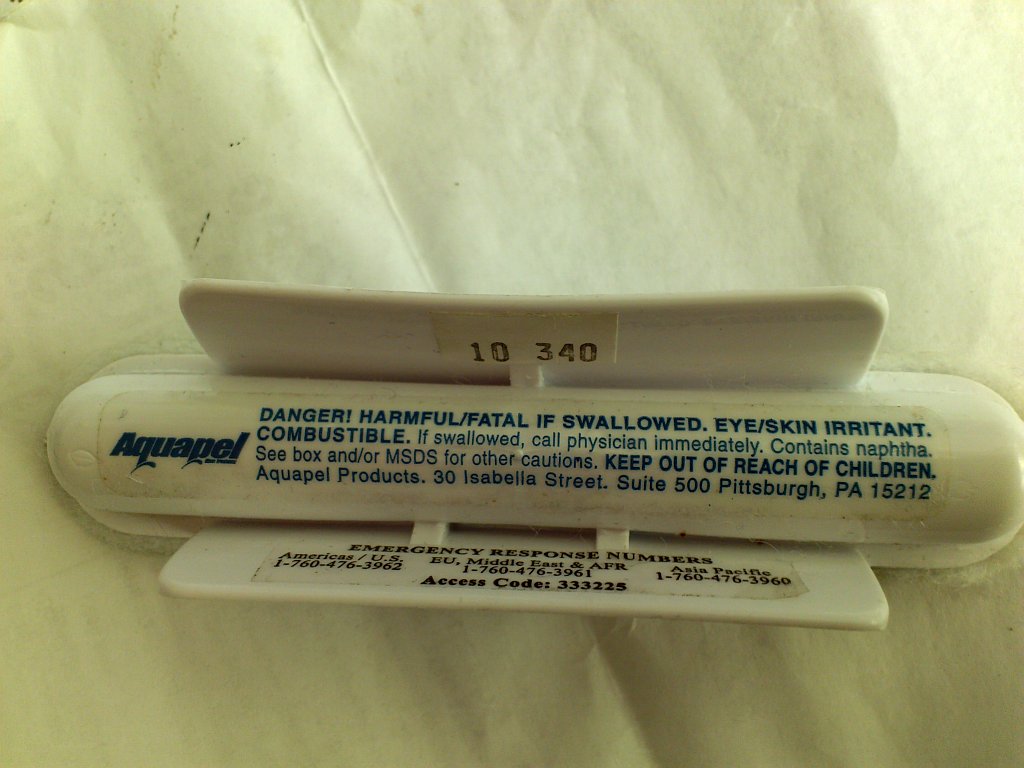 10 340
Aquapel
DANGER! HARMFUL/FATAL IF SWALLOWED. EYE/SKIN IRRITANT.
COMBUSTIBLE. If swallowed, call physician immediately. Contains naphtha.
See box and/or MSDS for other cautions. KEEP OUT OF REACH OF CHILDREN.
Aquapel Products. 30 Isabella Street. Suite 500 Pittsburgh, PA 15212
EMERGENCY RESPONSE NUMBERS
Americas / U.S. EU, Middle East & AFR Asia Pacific
1-760-476-3962 1-760-476-3961 1-760-476-3960
Access Code: 333225